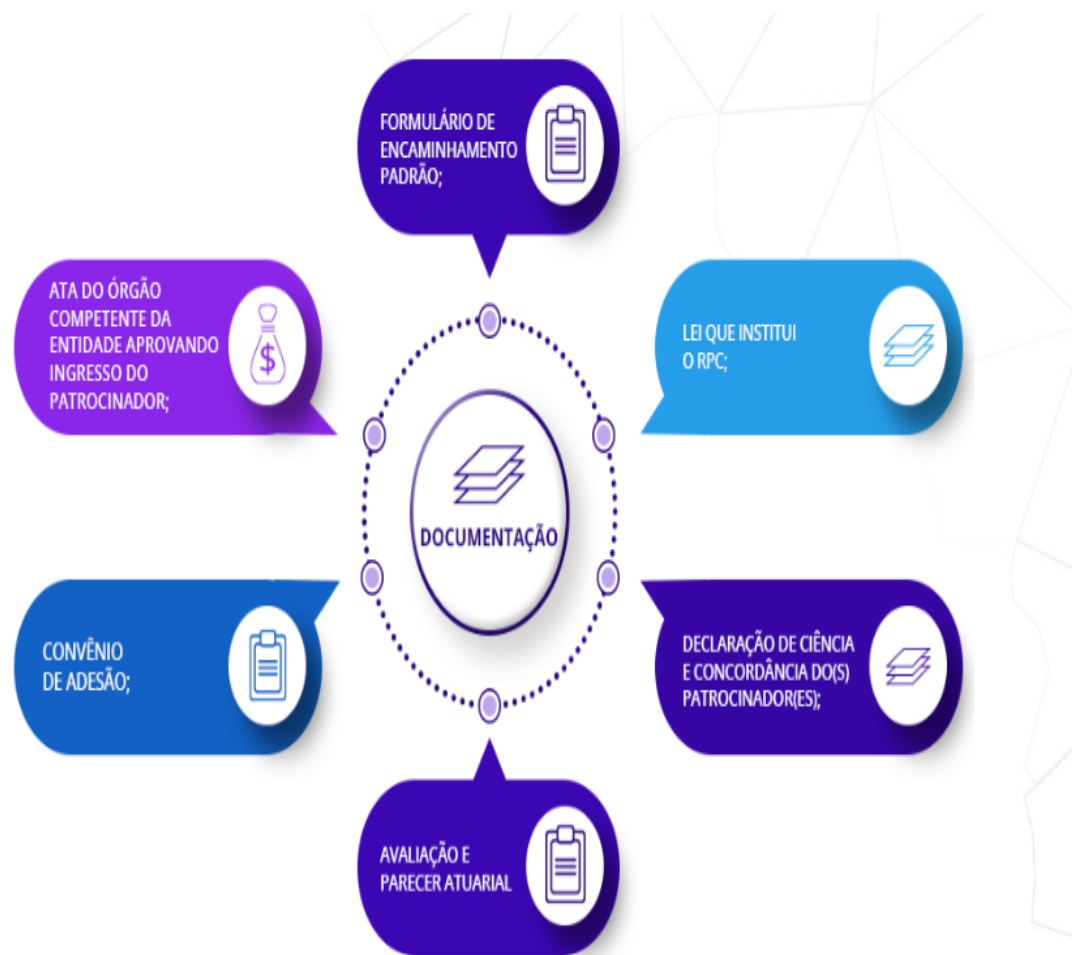 FORMULÁRIO DE
ENCAMINHAMENTO
PADRÃO;
ATA DO ÓRGÃO
COMPETENTE DA
ENTIDADE APROVANDO
INGRESSO DO
PATROCINADOR;
$
LEI QUE INSTITUI
O RPC;
DOCUMENTAÇÃO
CONVÊNIO
DE ADESÃO;
DECLARAÇÃO DE CIÊNCIA
E CONCORDÂNCIA DO(S)
PATROCINADOR(ES);
AVALIAÇÃO E
PARECER ATUARIAL